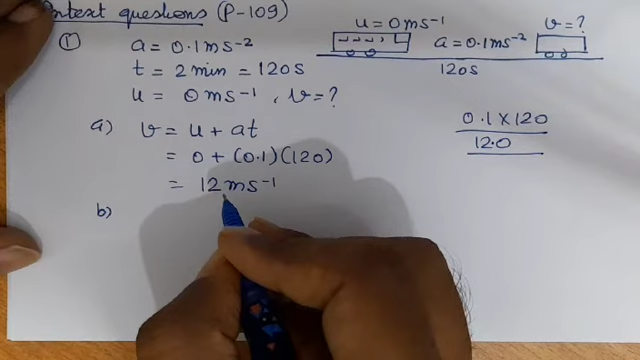 Intext questions (P-109)
u = 0ms⁻¹ v = ?
① a = 0.1ms⁻² a = 0.1ms⁻²
t = 2 min = 120s 120s
u = 0ms⁻¹, v = ?
a) v = u + at 0.1 × 120
= 0 + (0.1)(120) 12.0
= 12ms⁻¹
b)